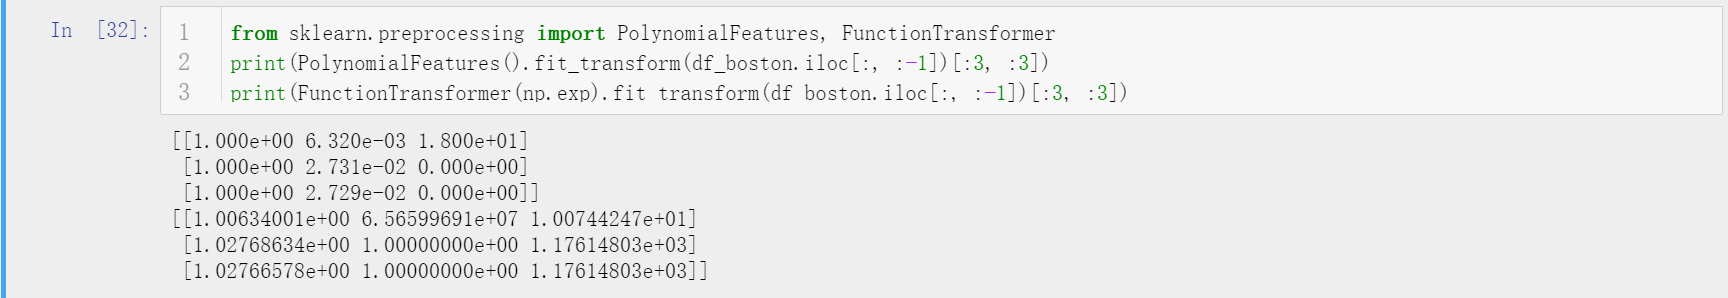 In [32]:
1 from sklearn.preprocessing import PolynomialFeatures, FunctionTransformer
2 print(PolynomialFeatures().fit_transform(df_boston.iloc[:, :-1])[:3, :3])
3 print(FunctionTransformer(np.exp).fit transform(df boston.iloc[:, :-1])[:3, :3])
[[1.000e+00 6.320e-03 1.800e+01]
 [1.000e+00 2.731e-02 0.000e+00]
 [1.000e+00 2.729e-02 0.000e+00]]
[[1.00634001e+00 6.56599691e+07 1.00744247e+01]
 [1.02768634e+00 1.00000000e+00 1.17614803e+03]
 [1.02766578e+00 1.00000000e+00 1.17614803e+03]]